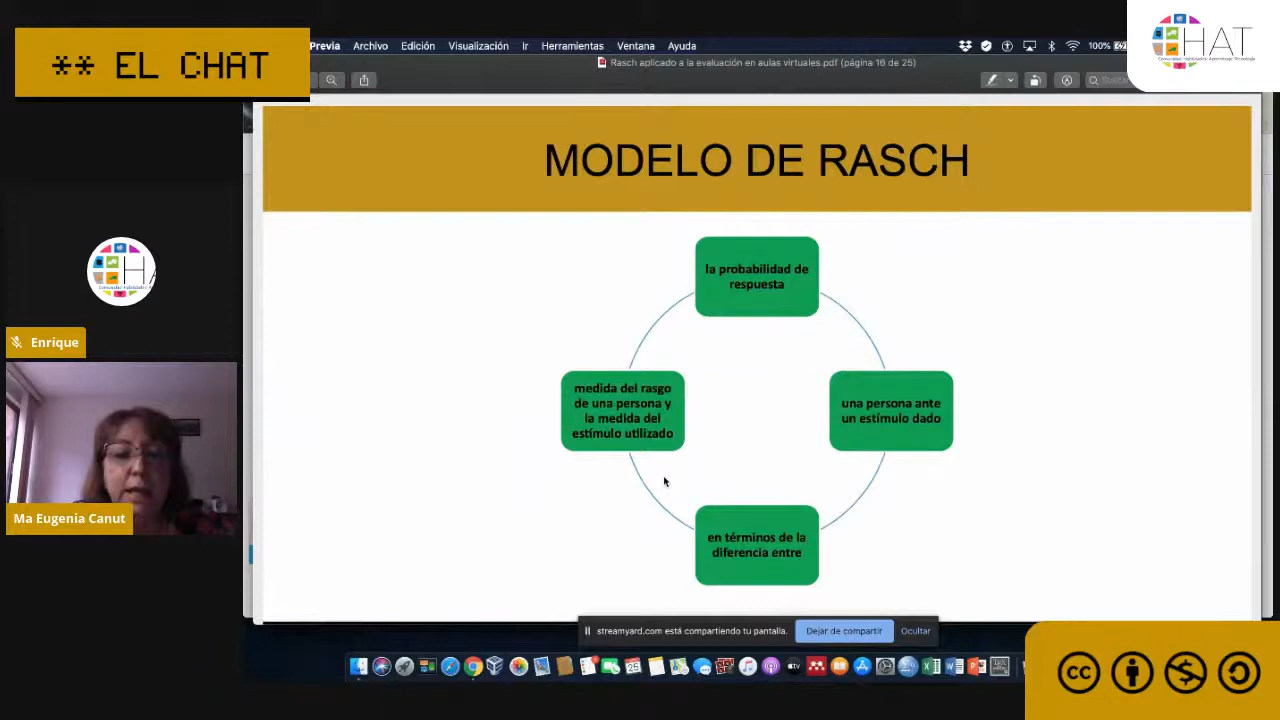 ** EL CHAT
Previa Archivo Edición Visualización Ir Herramientas Ventana Ayuda
100%
Rasch aplicado a la evaluación en aulas virtuales.pdf (página 16 de 25)
HAT
MODELO DE RASCH
la probabilidad de
respuesta
una persona ante
un estímulo dado
en términos de la
diferencia entre
medida del rasgo
de una persona y
la medida del
estímulo utilizado
Enrique
Ma Eugenia Canut
streamyard.com está compartiendo tu pantalla.
Dejar de compartir
Ocultar
25
cc